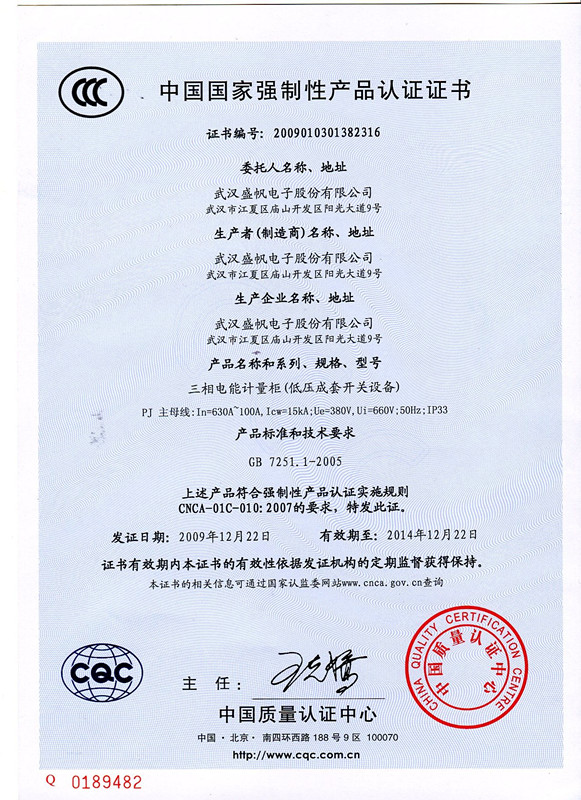 中国国家强制性产品认证证书
证书编号: 2009010301382316
委托人名称、地址
武汉盛帆电子股份有限公司
武汉市江夏区庙山开发区阳光大道9号
生产者(制造商)名称、地址
武汉盛帆电子股份有限公司
武汉市江夏区庙山开发区阳光大道9号
生产企业名称、地址
武汉盛帆电子股份有限公司
武汉市江夏区庙山开发区阳光大道9号
产品名称和系列、规格、型号
三相电能计量柜(低压成套开关设备)
PJ 主母线:In=630A~100A,Icw=15kA;Ue=380V,Ui=660V;50Hz;IP33
产品标准和技术要求
GB 7251.1-2005
上述产品符合强制性产品认证实施规则
CNCA-01C-010:2007的要求，特发此证。
发证日期: 2009年12月22日 有效期至: 2014年12月22日
证书有效期内本证书的有效性依据发证机构的定期监督获得保持。
本证书的相关信息可通过国家认监委网站www.cnca.gov.cn查询
CQC
主 任:
中国质量认证中心
中国·北京·南四环西路188号9区 100070
http://www.cqc.com.cn
CHINA QUALITY CERTIFICATION CENTRE
中国质量认证中心
Q 0189482